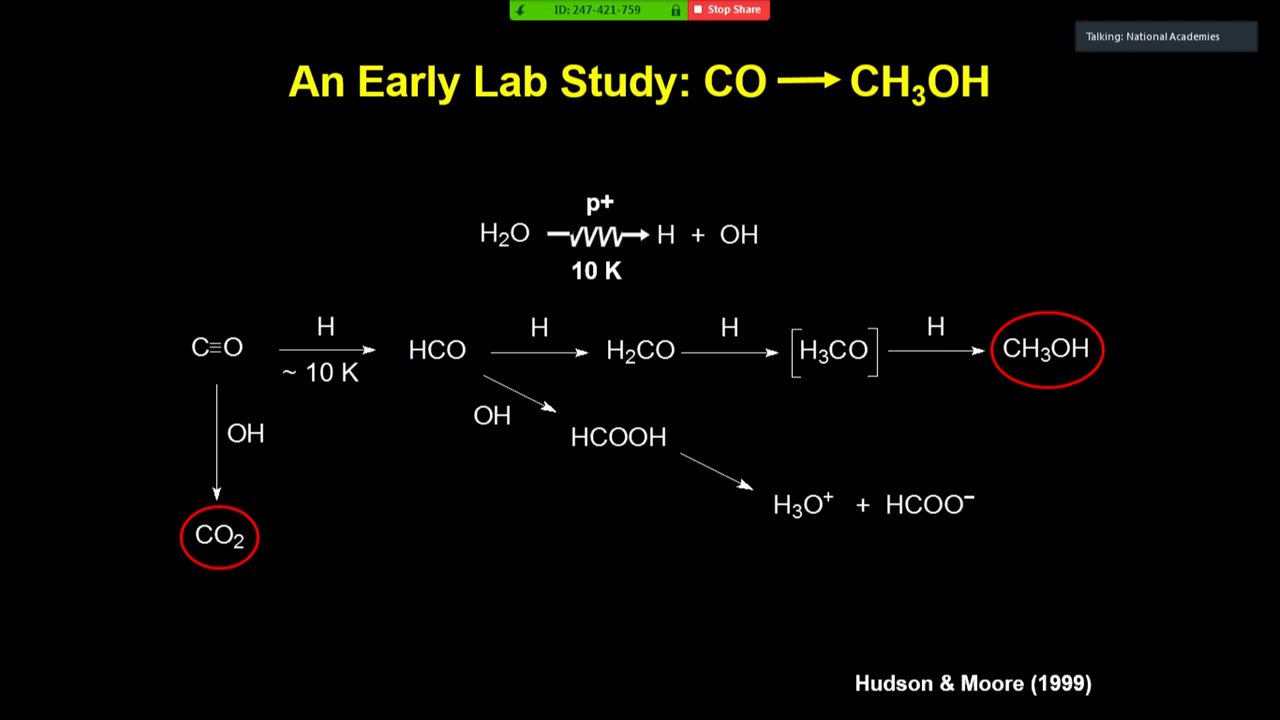 ID: 247-421-759 Stop Share
Talking: National Academies
An Early Lab Study: CO → CH₃OH
p+
H₂O → H + OH
10 K
H H H H
C≡O → HCO → H₂CO → [H₃CO] → CH₃OH
~ 10 K
OH
OH
HCOOH
H₃O⁺ + HCOO⁻
CO₂
Hudson & Moore (1999)